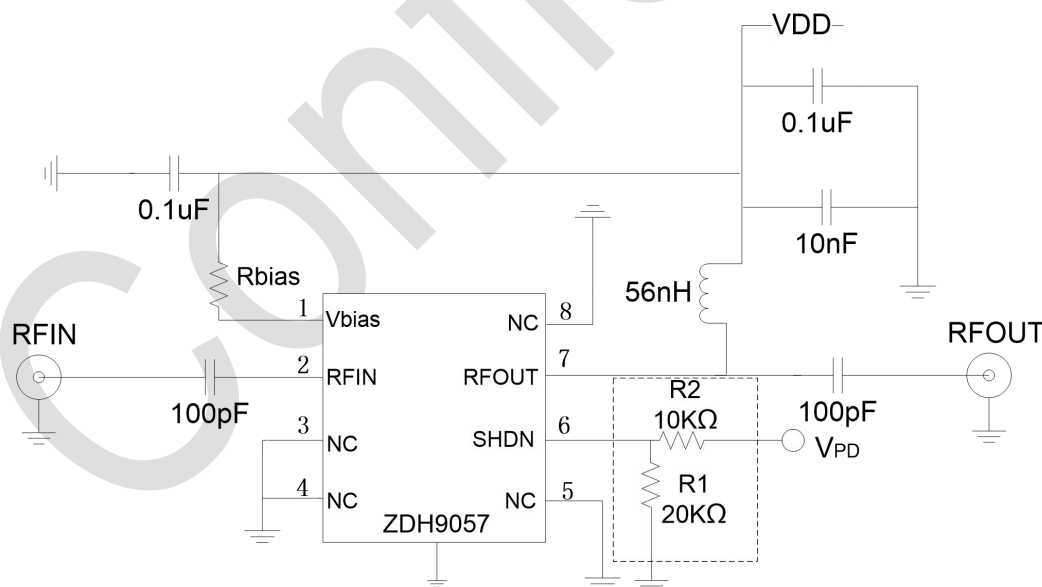 VDD
0.1uF
0.1uF
10nF
Rbias
56nH
RFIN
RFOUT
1
Vbias
NC
8
2
RFIN
RFOUT
7
100pF
R2
10KΩ
100pF
3
NC
SHDN
6
VPD
R1
20KΩ
4
NC
NC
5
ZDH9057